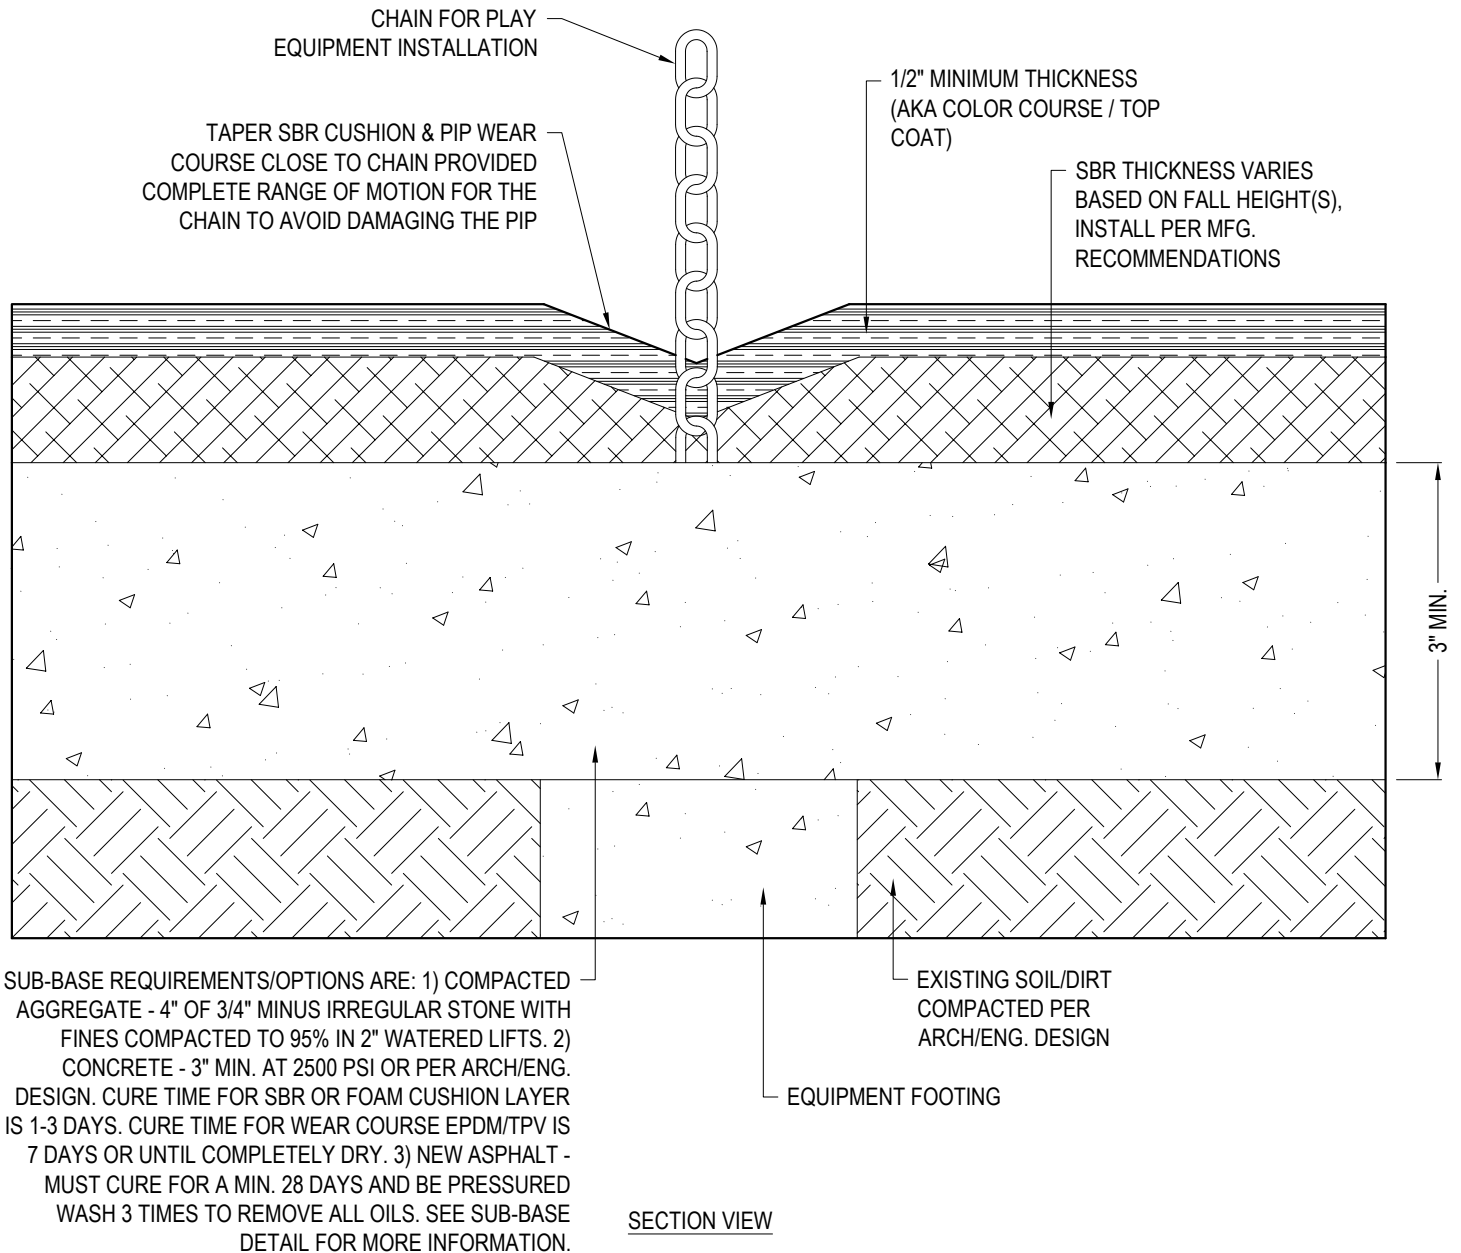 CHAIN FOR PLAY
EQUIPMENT INSTALLATION
TAPER SBR CUSHION & PIP WEAR
COURSE CLOSE TO CHAIN PROVIDED
COMPLETE RANGE OF MOTION FOR THE
CHAIN TO AVOID DAMAGING THE PIP
1/2" MINIMUM THICKNESS
(AKA COLOR COURSE / TOP
COAT)
SBR THICKNESS VARIES
BASED ON FALL HEIGHT(S),
INSTALL PER MFG.
RECOMMENDATIONS
3" MIN.
SUB-BASE REQUIREMENTS/OPTIONS ARE: 1) COMPACTED
AGGREGATE - 4" OF 3/4" MINUS IRREGULAR STONE WITH
FINES COMPACTED TO 95% IN 2" WATERED LIFTS. 2)
CONCRETE - 3" MIN. AT 2500 PSI OR PER ARCH/ENG.
DESIGN. CURE TIME FOR SBR OR FOAM CUSHION LAYER
IS 1-3 DAYS. CURE TIME FOR WEAR COURSE EPDM/TPV IS
7 DAYS OR UNTIL COMPLETELY DRY. 3) NEW ASPHALT -
MUST CURE FOR A MIN. 28 DAYS AND BE PRESSURED
WASH 3 TIMES TO REMOVE ALL OILS. SEE SUB-BASE
DETAIL FOR MORE INFORMATION.
EXISTING SOIL/DIRT
COMPACTED PER
ARCH/ENG. DESIGN
EQUIPMENT FOOTING
SECTION VIEW